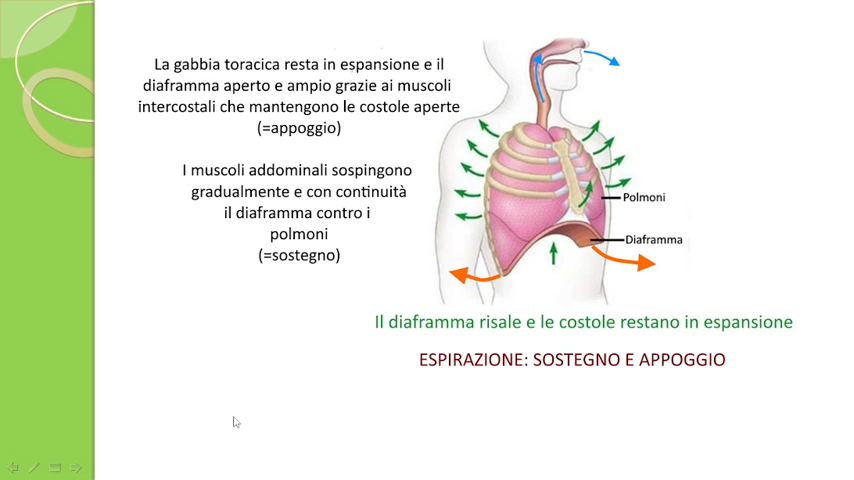 La gabbia toracica resta in espansione e il
diaframma aperto e ampio grazie ai muscoli
intercostali che mantengono le costole aperte
(=appoggio)
I muscoli addominali sospingono
gradualmente e con continuità
il diaframma contro i
polmoni
(=sostegno)
Polmoni
Diaframma
Il diaframma risale e le costole restano in espansione
ESPIRAZIONE: SOSTEGNO E APPOGGIO